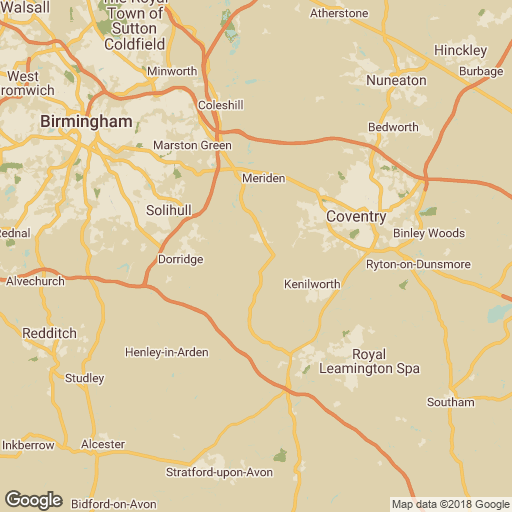 Walsall
The Royal
Town of
Sutton
Coldfield
Atherstone
Hinckley
Burbage
West
romwich
Minworth
Nuneaton
Coleshill
Birmingham
Bedworth
Marston Green
Meriden
Solihull
Coventry
Rednal
Binley Woods
Dorridge
Ryton-on-Dunsmore
Alvechurch
Kenilworth
Redditch
Henley-in-Arden
Royal
Leamington Spa
Studley
Southam
Inkberrow
Alcester
Stratford-upon-Avon
Google
Bidford-on-Avon
Map data ©2018 Google